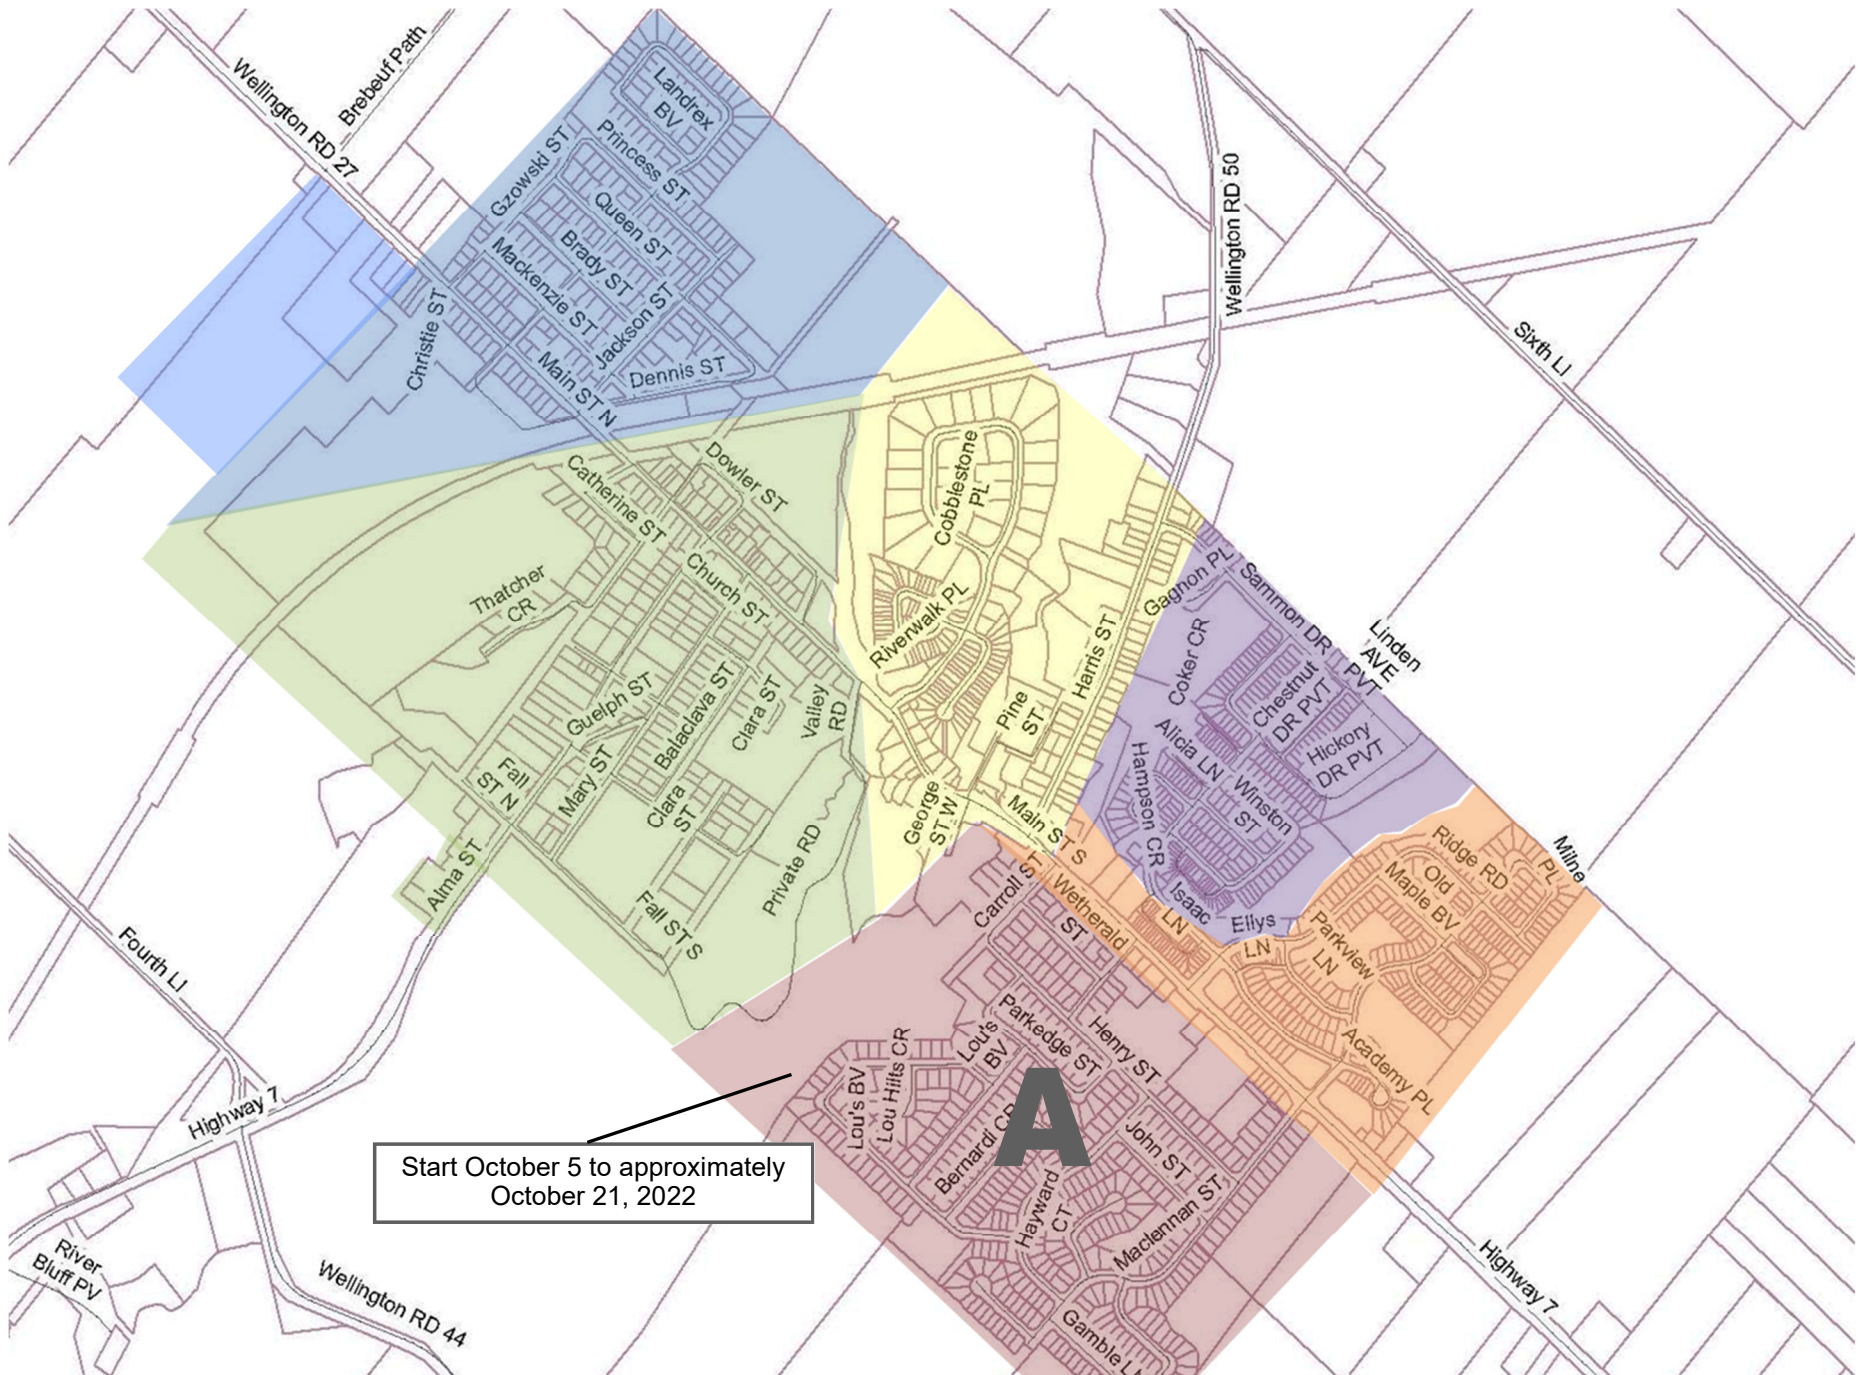 Wellington RD 27
Brebeuf Path
Landrex
BV
Gzowski ST
Princess ST
Queen ST
Brady ST
Mackenzie ST
Jackson ST
Christie ST
Main ST N
Dennis ST
Wellington RD 50
Sixth LI
Dowler ST
Catherine ST
Cobblestone
PL
Church ST
Thatcher
CR
Riverwalk PL
Gagnon PL
Sammon DR PVT
Linden
AVE
Harris ST
Coker CR
Chestnut
DR PVT
Hickory
DR PVT
Guelph ST
Balaclava ST
Clara ST
Valley
RD
Pine
ST
Alicia LN
Winston
ST
Hampson CR
Fall
ST N
Mary ST
Clara
ST
George
ST W
Main ST S
Private RD
Alma ST
Fall ST S
Isaac
LN
Ellys
LN
Ridge RD
Milne
PL
Old
Maple BV
Parkview
LN
Carroll ST
Wetherald
ST
Fourth LI
Highway 7
Parkedge ST
Henry ST
Lou's
BV
Lou's BV
Lou Hilts CR
Academy PL
A
Bernardi CR
John ST
Hayward
CT
Maclennan ST
Start October 5 to approximately
October 21, 2022
River
Bluff PV
Wellington RD 44
Highway 7
Gamble LN